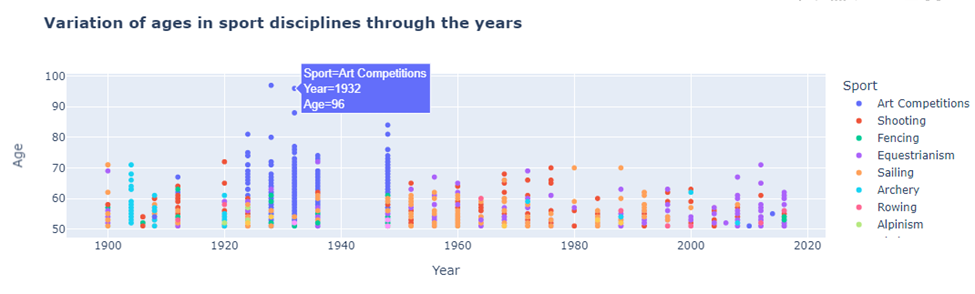 Variation of ages in sport disciplines through the years
Sport=Art Competitions
Year=1932
Age=96
100
90
80
70
60
50
Age
1900
1920
1940
1960
1980
2000
2020
Year
Sport
Art Competitions
Shooting
Fencing
Equestrianism
Sailing
Archery
Rowing
Alpinism